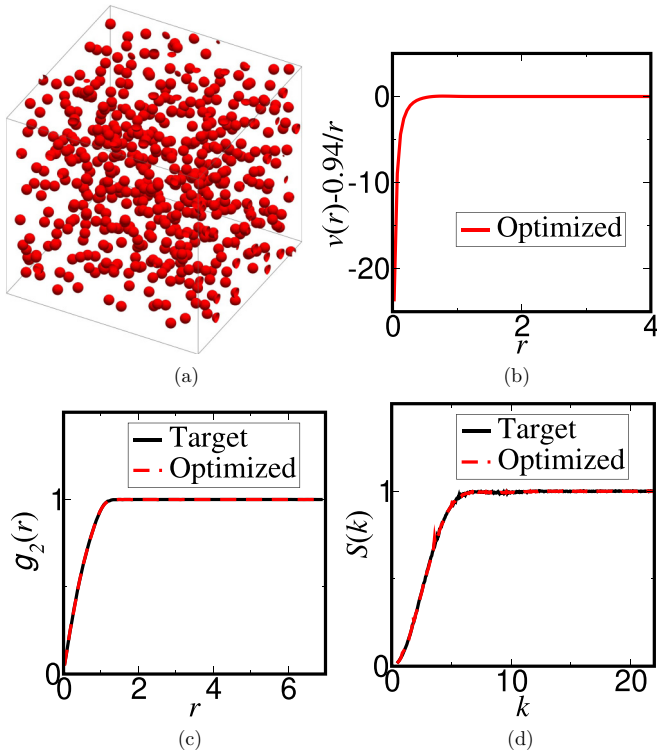 (a)
v(r)-0.94/r
0
-10
-20
Optimized
0
2
4
r
(b)
g₂(r)
1
0
Target
Optimized
0
2
4
6
r
(c)
S(k)
1
0
Target
Optimized
0
10
20
k
(d)